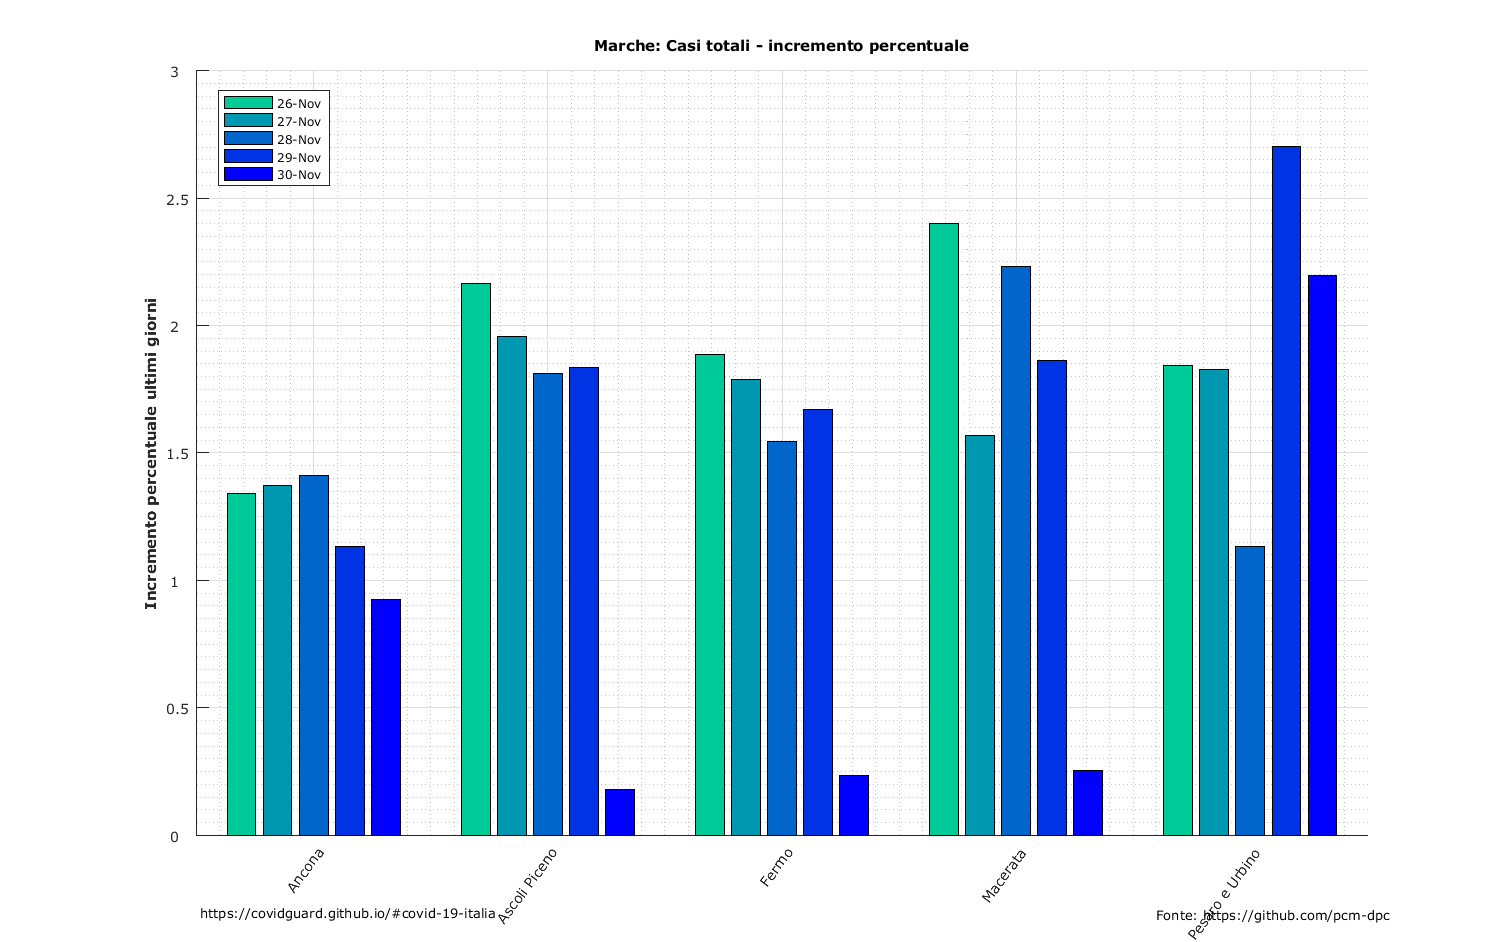 Marche: Casi totali - incremento percentuale
3
2.5
2
1.5
1
0.5
0
Incremento percentuale ultimi giorni
26-Nov
27-Nov
28-Nov
29-Nov
30-Nov
Ancona
Ascoli Piceno
Fermo
Macerata
Pesaro e Urbino
https://covidguard.github.io/#covid-19-italia
Fonte: https://github.com/pcm-dpc